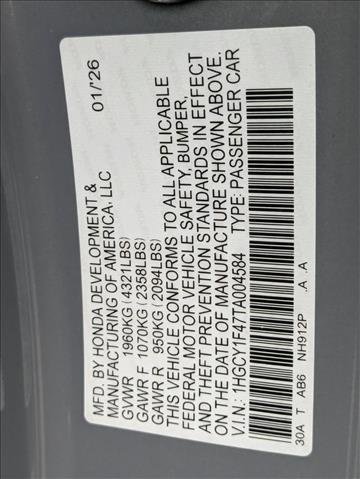 MFD. BY HONDA DEVELOPMENT &
MANUFACTURING OF AMERICA, LLC
01/'26
GVWR 1960KG (4321LBS)
GAWR F 1070KG (2358LBS)
GAWR R 950KG (2094LBS)
THIS VEHICLE CONFORMS TO ALL APPLICABLE
FEDERAL MOTOR VEHICLE SAFETY, BUMPER,
AND THEFT PREVENTION STANDARDS IN EFFECT
ON THE DATE OF MANUFACTURE SHOWN ABOVE.
V.I.N.: 1HGCY1F47TA004584 TYPE: PASSENGER CAR
30A T AB6 NH912P .A .A